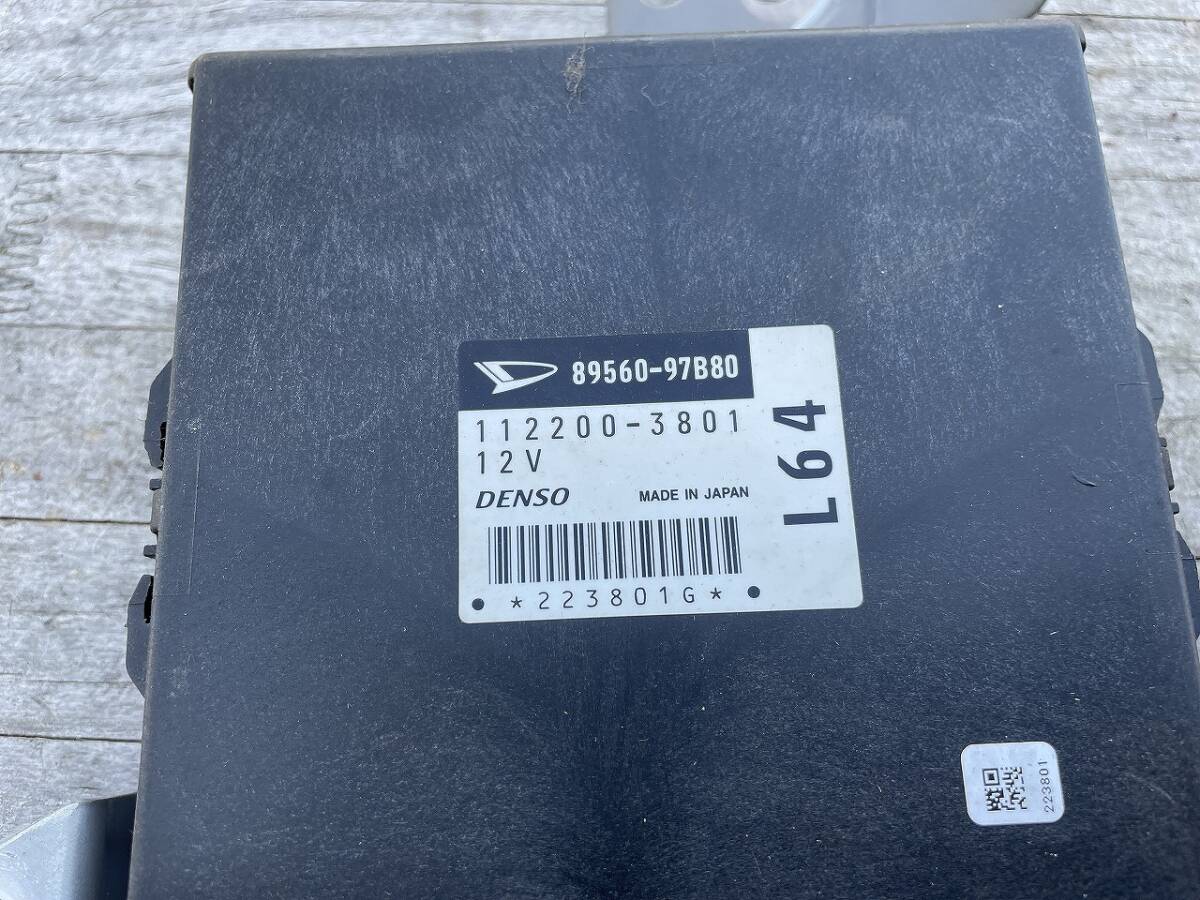 89560-97B80
112200-3801
12V
DENSO MADE IN JAPAN
*223801G*
L64
223801